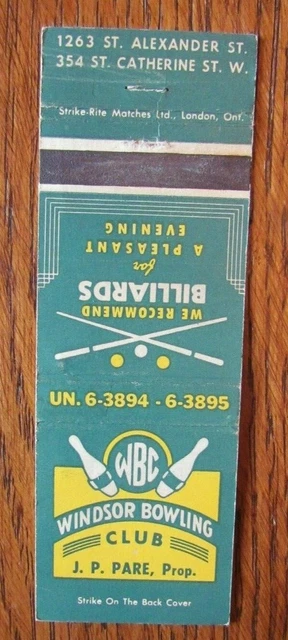 1263 ST. ALEXANDER ST.
354 ST. CATHERINE ST. W.
Strike-Rite Matches Ltd., London, Ont.
WE RECOMMEND
BILLIARDS
for
A PLEASANT
EVENING
UN. 6-3894 - 6-3895
WBC
WINDSOR BOWLING
CLUB
J. P. PARE, Prop.
Strike On The Back Cover